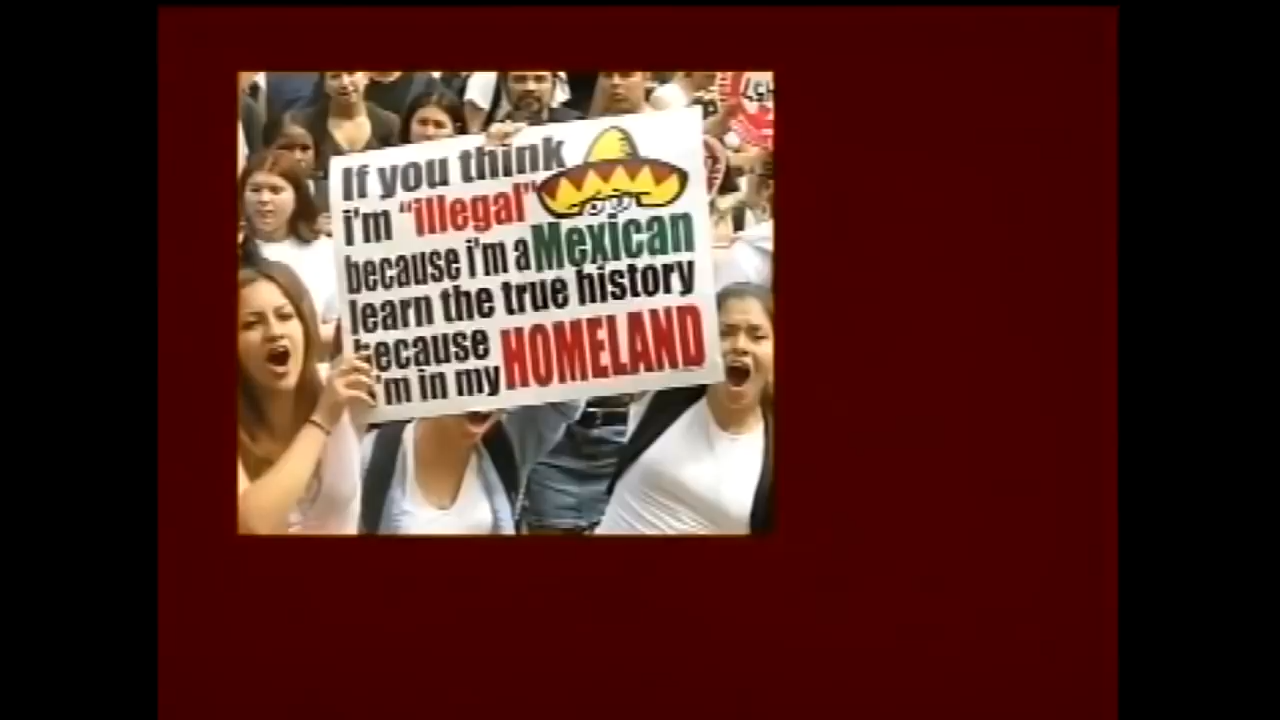 If you think
i'm "illegal"
because i'm a Mexican
learn the true history
because
i'm in my HOMELAND